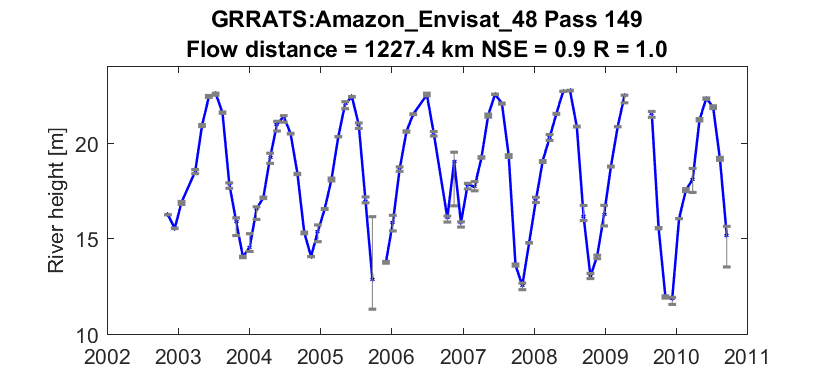 GRRATS:Amazon_Envisat_48 Pass 149
Flow distance = 1227.4 km NSE = 0.9 R = 1.0
River height [m]
20
15
10
2002 2003 2004 2005 2006 2007 2008 2009 2010 2011